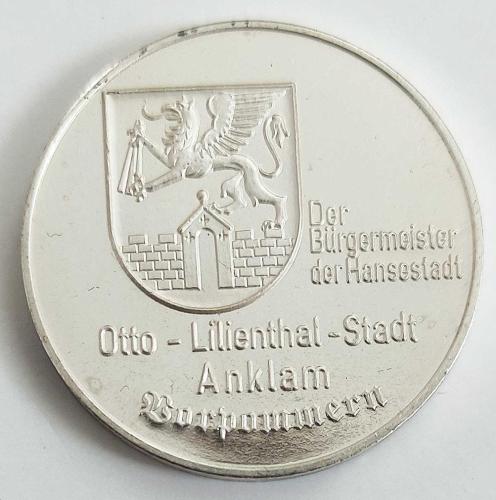 Der
Bürgermeister
der Hansestadt
Otto - Lilienthal - Stadt
Anklam
Vorpommern